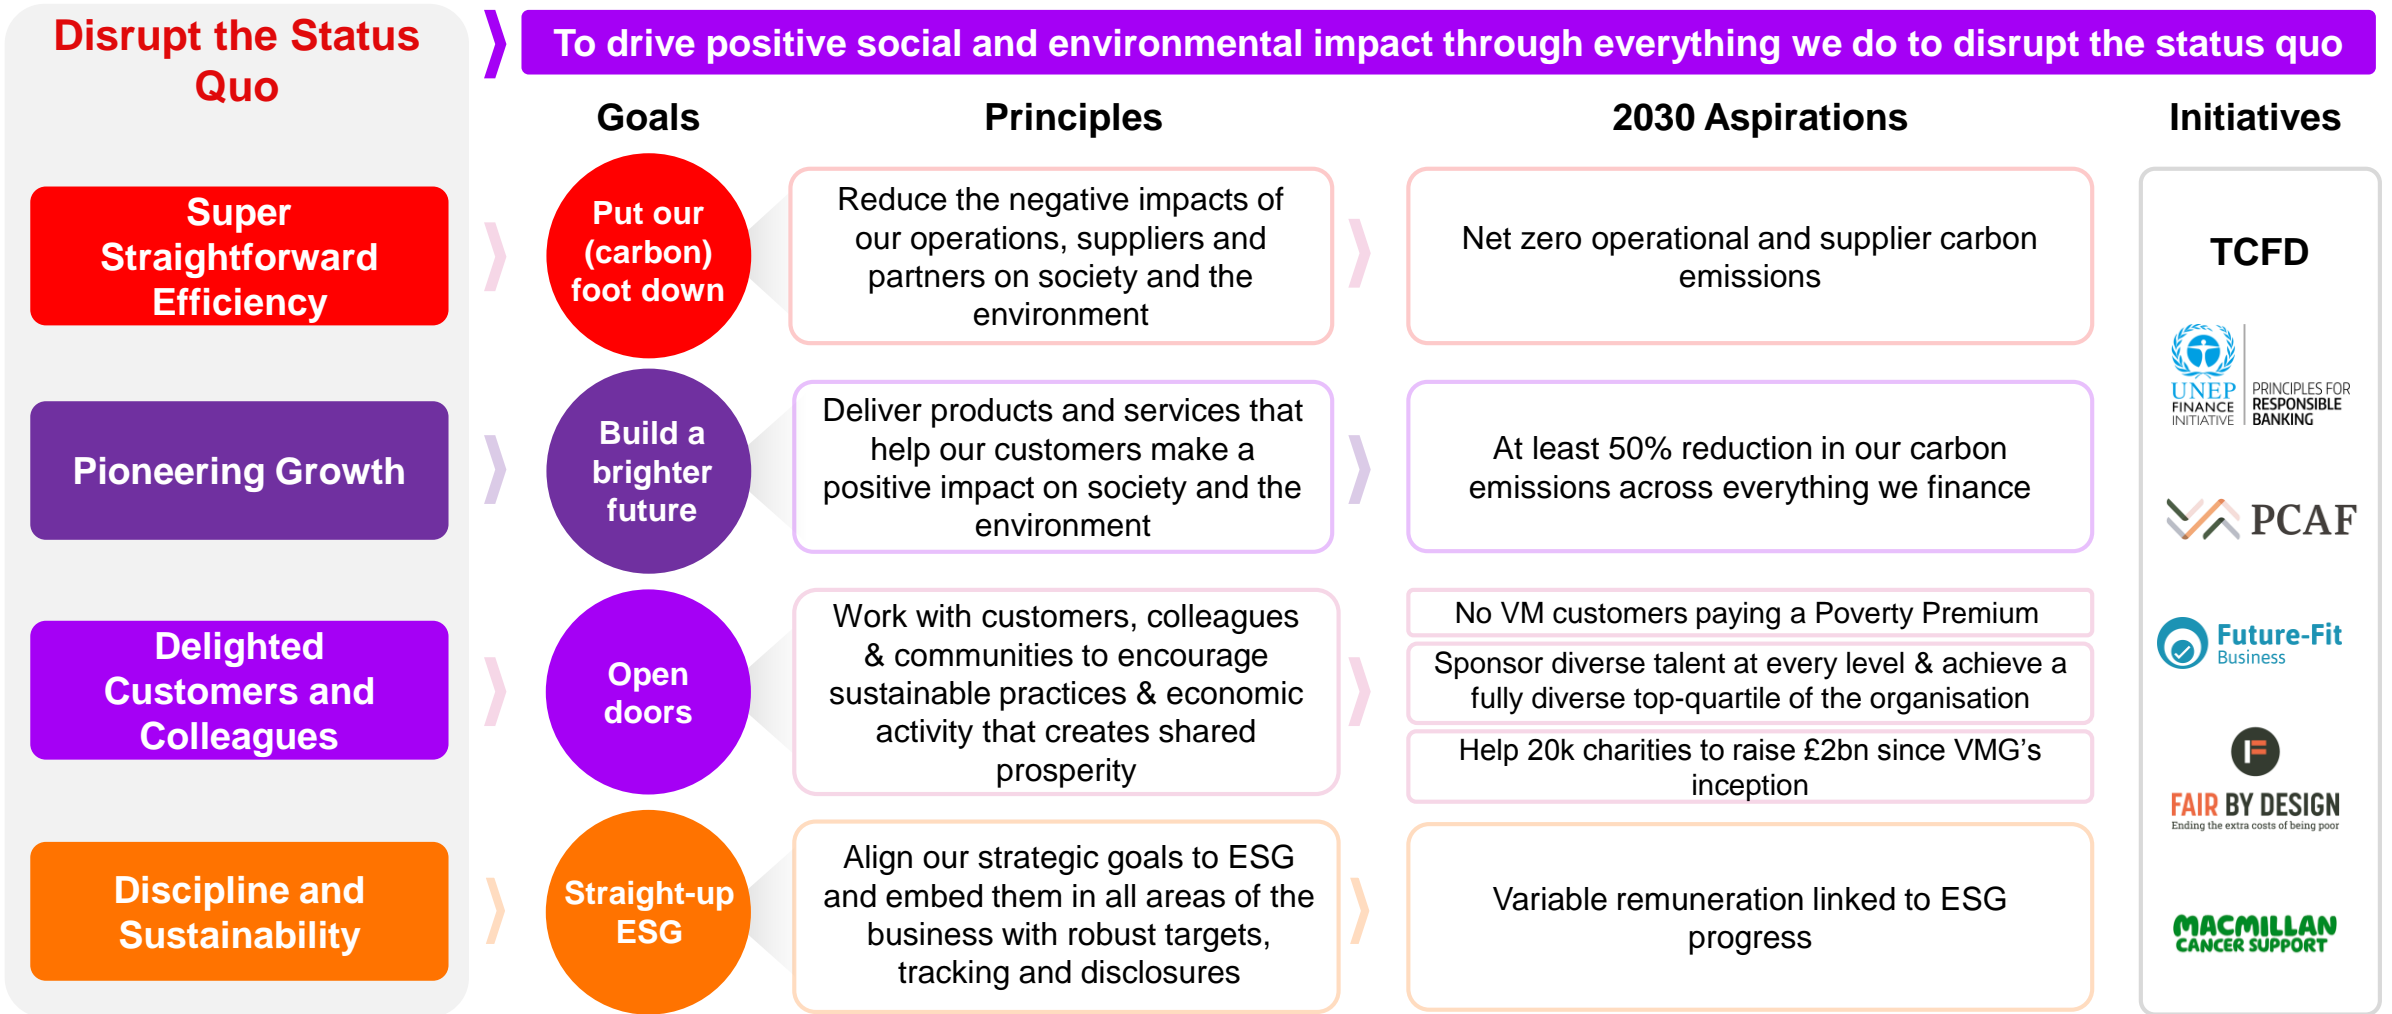 Disrupt the Status
Quo
To drive positive social and environmental impact through everything we do to disrupt the status quo
Goals
Principles
2030 Aspirations
Initiatives
Super
Straightforward
Efficiency
Put our
(carbon)
foot down
Reduce the negative impacts of
our operations, suppliers and
partners on society and the
environment
Net zero operational and supplier carbon
emissions
Pioneering Growth
Build a
brighter
future
Deliver products and services that
help our customers make a
positive impact on society and the
environment
At least 50% reduction in our carbon
emissions across everything we finance
Delighted
Customers and
Colleagues
Open
doors
Work with customers, colleagues
& communities to encourage
sustainable practices & economic
activity that creates shared
prosperity
No VM customers paying a Poverty Premium
Sponsor diverse talent at every level & achieve a
fully diverse top-quartile of the organisation
Help 20k charities to raise £2bn since VMG's
inception
Discipline and
Sustainability
Straight-up
ESG
Align our strategic goals to ESG
and embed them in all areas of the
business with robust targets,
tracking and disclosures
Variable remuneration linked to ESG
progress
TCFD
UNEP
FINANCE
INITIATIVE
PRINCIPLES FOR
RESPONSIBLE
BANKING
PCAF
Future-Fit
Business
F
FAIR BY DESIGN
Ending the extra costs of being poor
MACMILLAN
CANCER SUPPORT